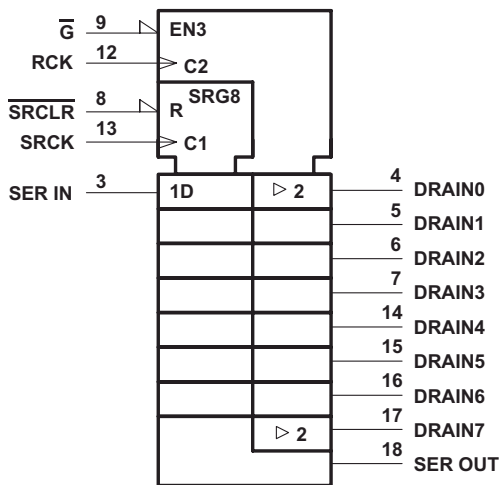 G 9 EN3
RCK 12 C2
SRG8
SRCLR 8 R
SRCK 13 C1
SER IN 3 1D 2 4 DRAIN0
5 DRAIN1
6 DRAIN2
7 DRAIN3
14 DRAIN4
15 DRAIN5
16 DRAIN6
2 17 DRAIN7
18 SER OUT